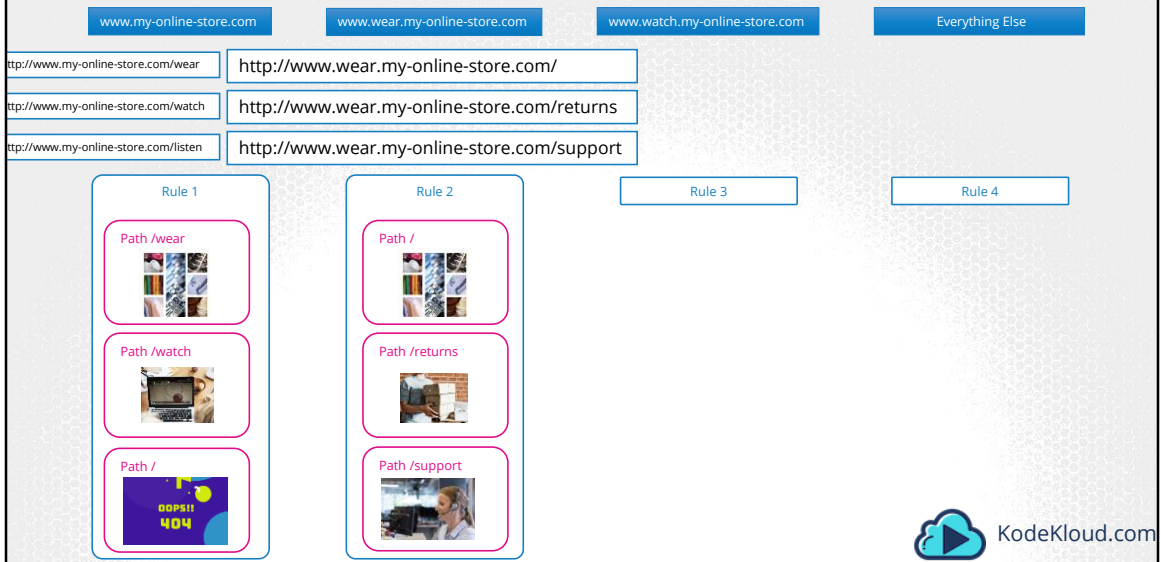 www.my-online-store.com
www.wear.my-online-store.com
www.watch.my-online-store.com
Everything Else
ttp://www.my-online-store.com/wear
http://www.wear.my-online-store.com/
ttp://www.my-online-store.com/watch
http://www.wear.my-online-store.com/returns
ttp://www.my-online-store.com/listen
http://www.wear.my-online-store.com/support
Rule 1
Rule 2
Rule 3
Rule 4
Path /wear
Path /
Path /watch
Path /returns
Path /
OOPS!!
404
Path /support
KodeKloud.com